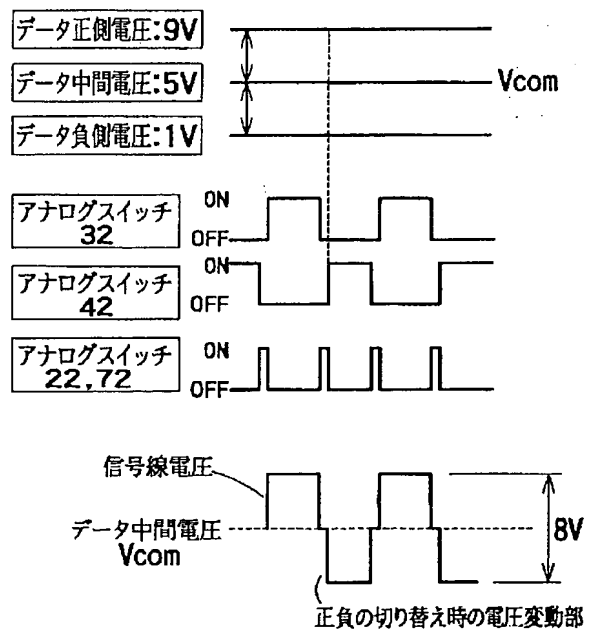 データ正側電圧:9V
データ中間電圧:5V
Vcom
データ負側電圧:1V
アナログスイッチ
32
ON
OFF
アナログスイッチ
42
ON
OFF
アナログスイッチ
22,72
ON
OFF
信号線電圧
データ中間電圧
Vcom
8V
正負の切り替え時の電圧変動部